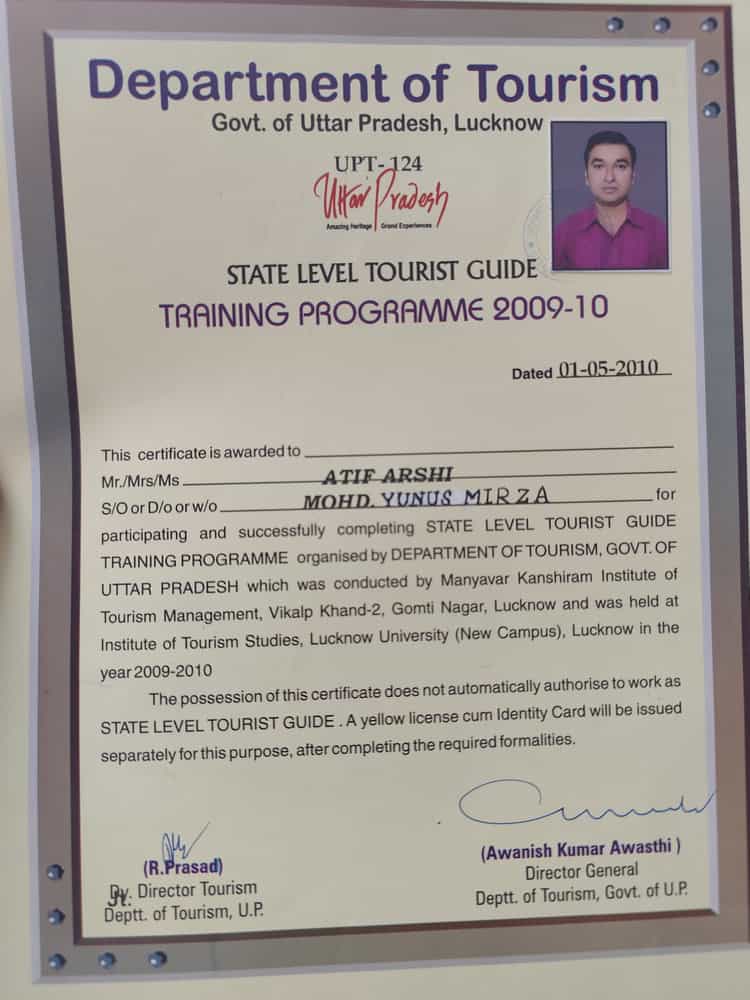 Department of Tourism
Govt. of Uttar Pradesh, Lucknow
UPT-124
Uttar Pradesh
Amazing Heritage Grand Experiences
STATE LEVEL TOURIST GUIDE
TRAINING PROGRAMME 2009-10
Dated 01-05-2010
This certificate is awarded to
Mr./Mrs/Ms ATIF ARSHI
S/O or D/o or w/o MOHD. YUNUS MIRZA for
participating and successfully completing STATE LEVEL TOURIST GUIDE
TRAINING PROGRAMME organised by DEPARTMENT OF TOURISM, GOVT. OF
UTTAR PRADESH which was conducted by Manyavar Kanshiram Institute of
Tourism Management, Vikalp Khand-2, Gomti Nagar, Lucknow and was held at
Institute of Tourism Studies, Lucknow University (New Campus), Lucknow in the
year 2009-2010
The possession of this certificate does not automatically authorise to work as
STATE LEVEL TOURIST GUIDE . A yellow license cum Identity Card will be issued
separately for this purpose, after completing the required formalities.
(R.Prasad)
Director Tourism
Deptt. of Tourism, U.P.
(Awanish Kumar Awasthi )
Director General
Deptt. of Tourism, Govt. of U.P.